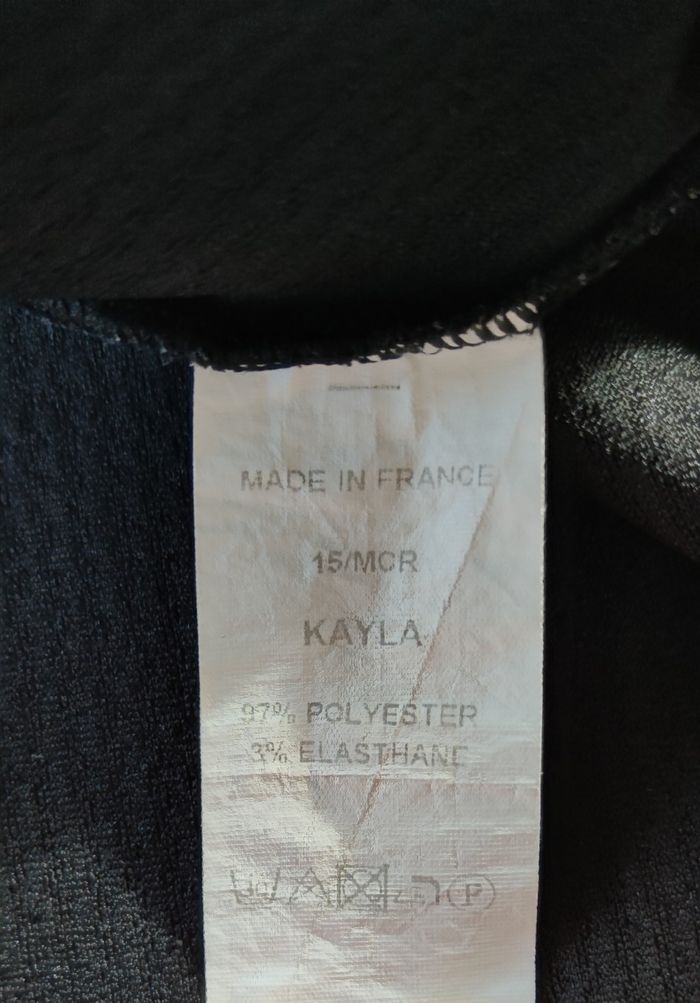 MADE IN FRANCE
15/MCR
KAYLA
97% POLYESTER
3% ELASTHANE
P